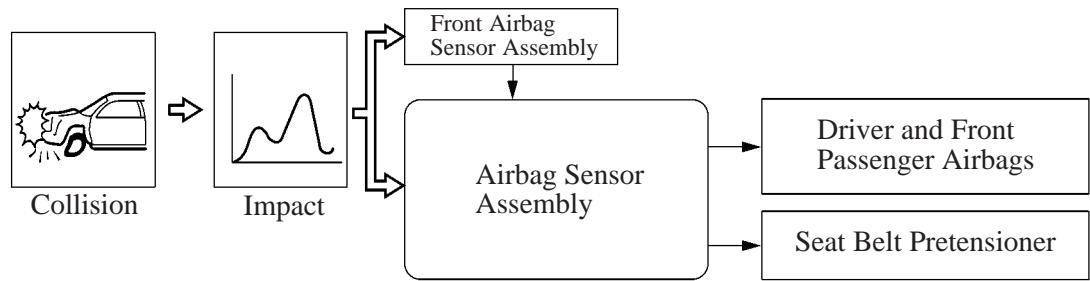 Front Airbag
Sensor Assembly
Collision
Impact
Airbag Sensor
Assembly
Driver and Front
Passenger Airbags
Seat Belt Pretensioner